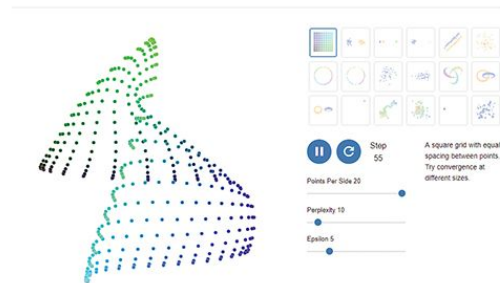 Step
55
Points Per Side 20
Perplexity 10
Epsilon 5
A square grid with equal
spacing between points.
Try convergence at
different sizes.